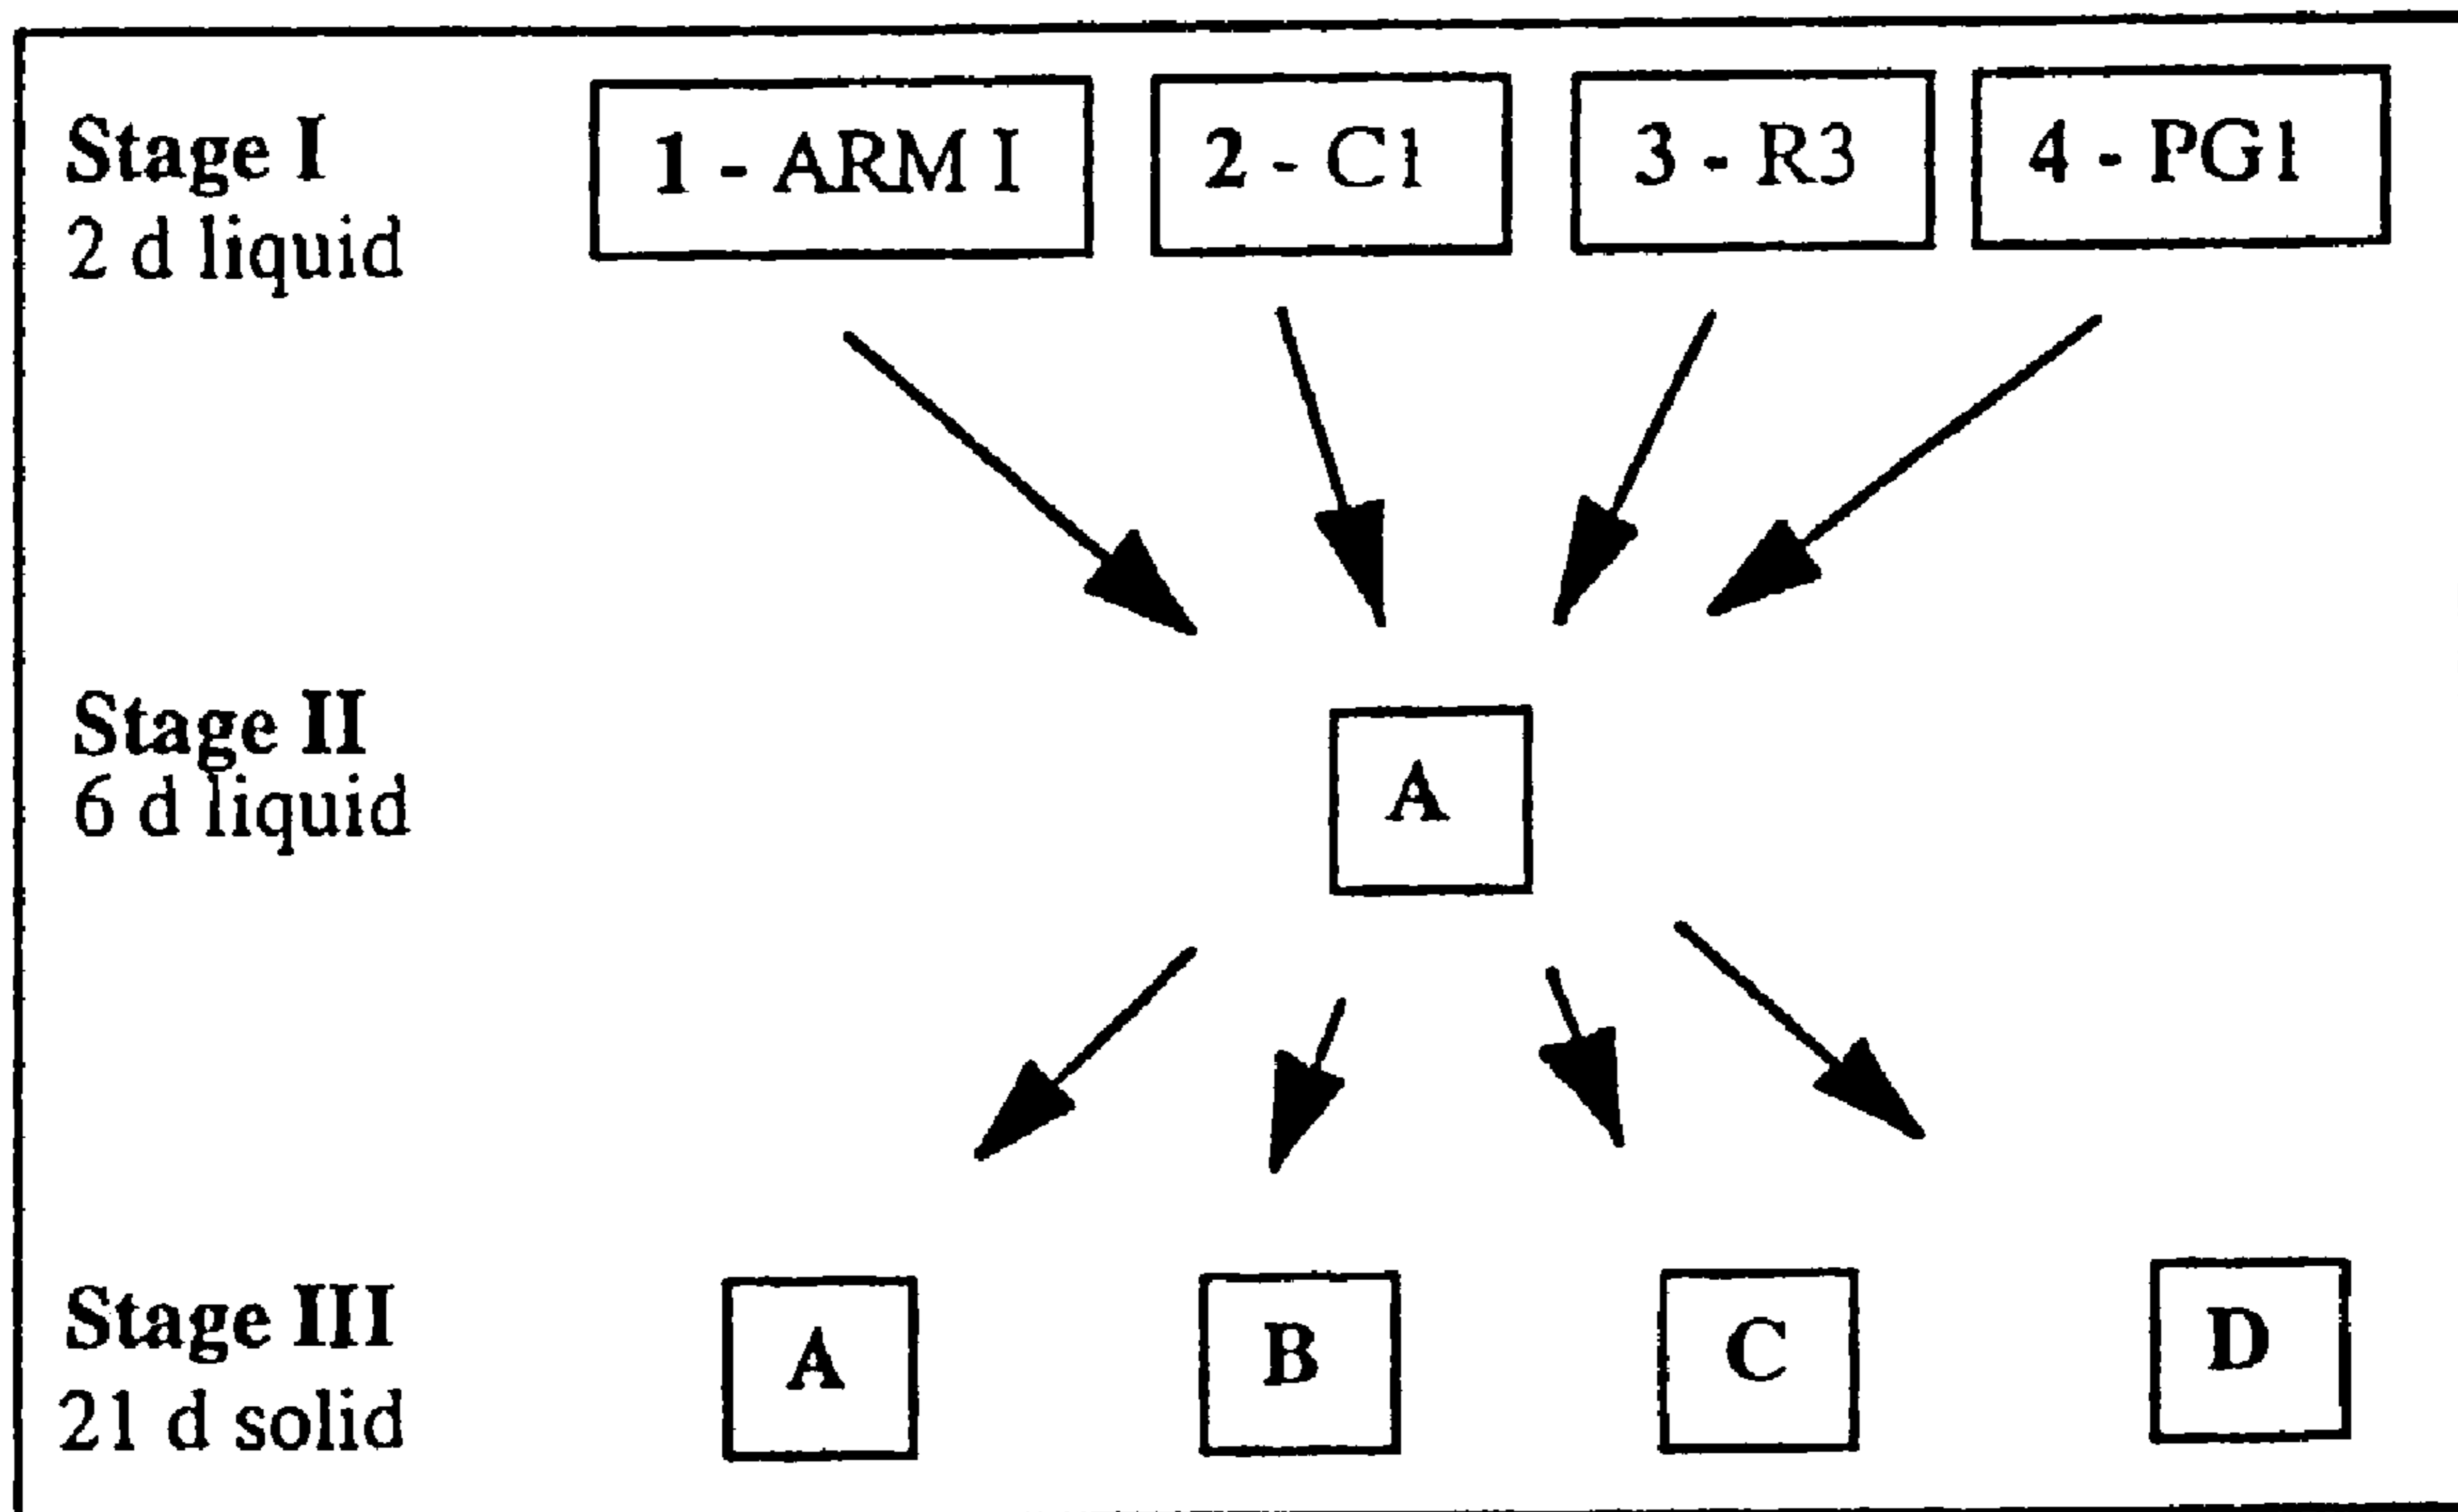 Stage I
2 d liquid
1 - ARM I
2 - C1
3 - R3
4 - PG1
Stage II
6 d liquid
A
Stage III
21 d solid
A
B
C
D